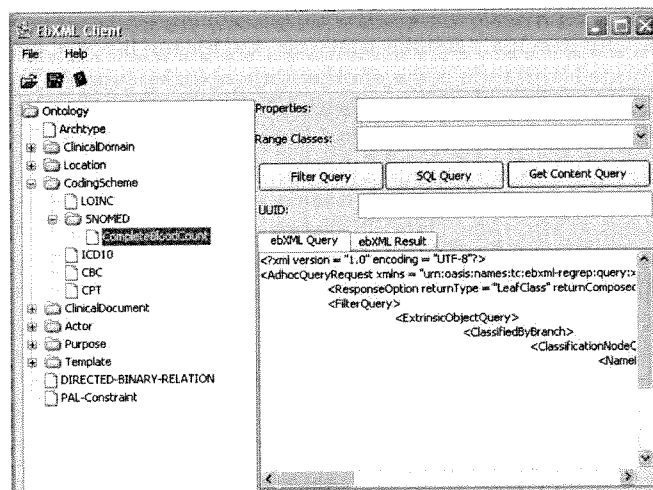 EbXML Client
File Help
Ontology
Archtype
ClinicalDomain
Location
CodingScheme
LOINC
SNOMED
CompleteBloodCount
ICD10
CBC
CPT
ClinicalDocument
Actor
Purpose
Template
DIRECTED-BINARY-RELATION
PAL-Constraint
Properties:
Range Classes:
Filter Query SQL Query Get Content Query
UUID:
ebXML Query ebXML Result
<?xml version = "1.0" encoding = "UTF-8"?>
<AdhocQueryRequest xmlns = "urn:oasis:names:tc:ebxml-regrep:query:x
<ResponseOption returnType = "LeafClass" returnComposed
<FilterQuery>
<ExtrinsicObjectQuery>
<ClassifiedByBranch>
<ClassificationNodeQ
<NameB